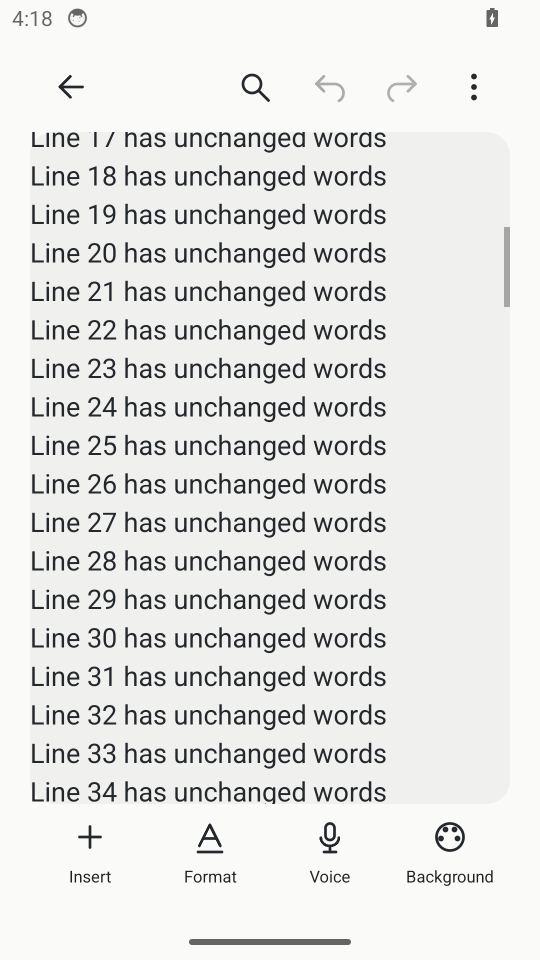 4:18
Line 17 has unchanged words
Line 18 has unchanged words
Line 19 has unchanged words
Line 20 has unchanged words
Line 21 has unchanged words
Line 22 has unchanged words
Line 23 has unchanged words
Line 24 has unchanged words
Line 25 has unchanged words
Line 26 has unchanged words
Line 27 has unchanged words
Line 28 has unchanged words
Line 29 has unchanged words
Line 30 has unchanged words
Line 31 has unchanged words
Line 32 has unchanged words
Line 33 has unchanged words
Line 34 has unchanged words
Insert Format Voice Background